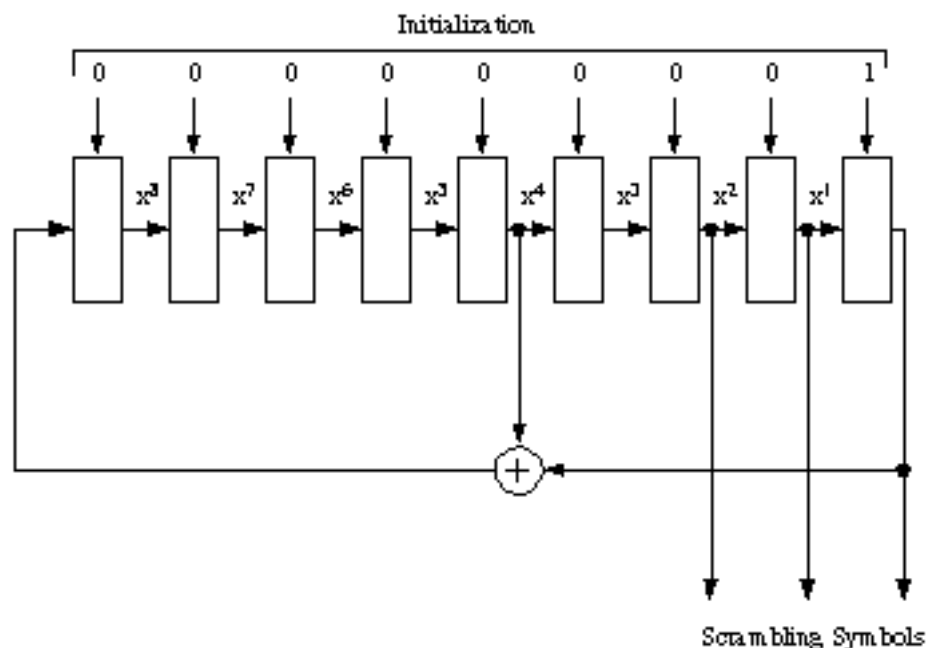 Initialization
0 0 0 0 0 0 0 0 1
x⁸ x⁷ x⁶ x⁵ x⁴ x³ x² x¹
+
Scrambling Symbols